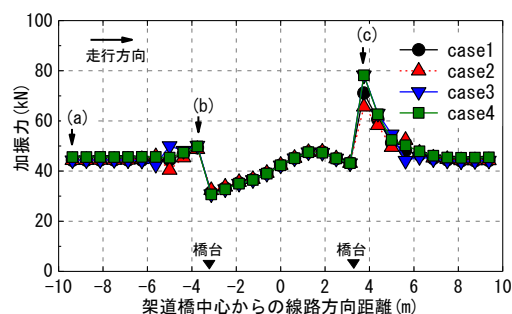 100
80
60
40
20
0
加振力(kN)
走行方向
(a)
(b)
(c)
case1
case2
case3
case4
橋台
橋台
-10 -8 -6 -4 -2 0 2 4 6 8 10
架道橋中心からの線路方向距離(m)